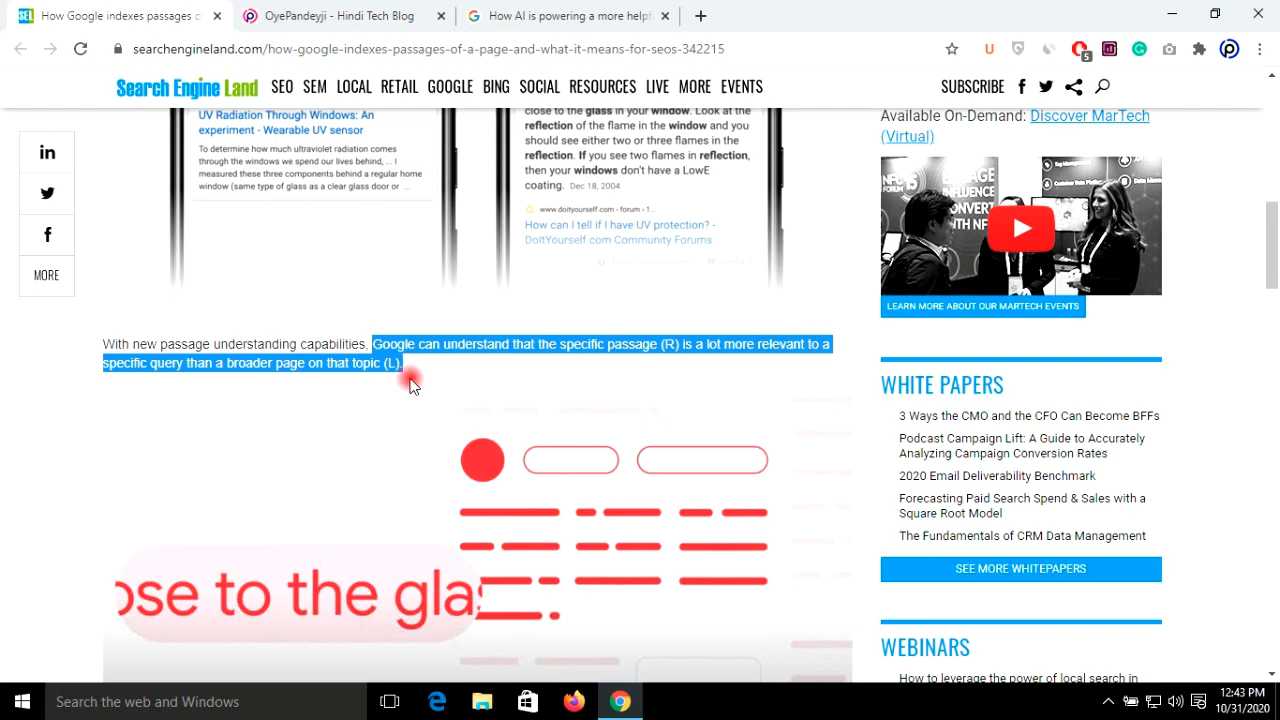 How Google indexes passages o
OyePandeyji - Hindi Tech Blog
How AI is powering a more helpf
searchengineland.com/how-google-indexes-passages-of-a-page-and-what-it-means-for-seos-342215
5
Search Engine Land
SEO SEM LOCAL RETAIL GOOGLE BING SOCIAL RESOURCES LIVE MORE EVENTS
SUBSCRIBE
MORE
UV Radiation Through Windows: An
experiment - Wearable UV sensor
To determine how much ultraviolet radiation comes
through the windows we spend our lives behind, ... I
measured these three components behind a regular home
window (same type of glass as a clear glass door or ...
close to the glass in your window. Look at the
reflection of the flame in the window and you
should see either two or three flames in the
reflection. If you see two flames in reflection,
then your windows don't have a LowE
coating. Dec 18, 2004
www.doityourself.com › forum › 1...
How can I tell if I have UV protection? -
DoItYourself.com Community Forums
With new passage understanding capabilities, Google can understand that the specific passage (R) is a lot more relevant to a
specific query than a broader page on that topic (L).
ose to the glas
Available On-Demand: Discover MarTech
(Virtual)
LEARN MORE ABOUT OUR MARTECH EVENTS
WHITE PAPERS
3 Ways the CMO and the CFO Can Become BFFs
Podcast Campaign Lift: A Guide to Accurately
Analyzing Campaign Conversion Rates
2020 Email Deliverability Benchmark
Forecasting Paid Search Spend & Sales with a
Square Root Model
The Fundamentals of CRM Data Management
SEE MORE WHITEPAPERS
WEBINARS
How to leverage the power of local search in
Search the web and Windows
12:43 PM
10/31/2020